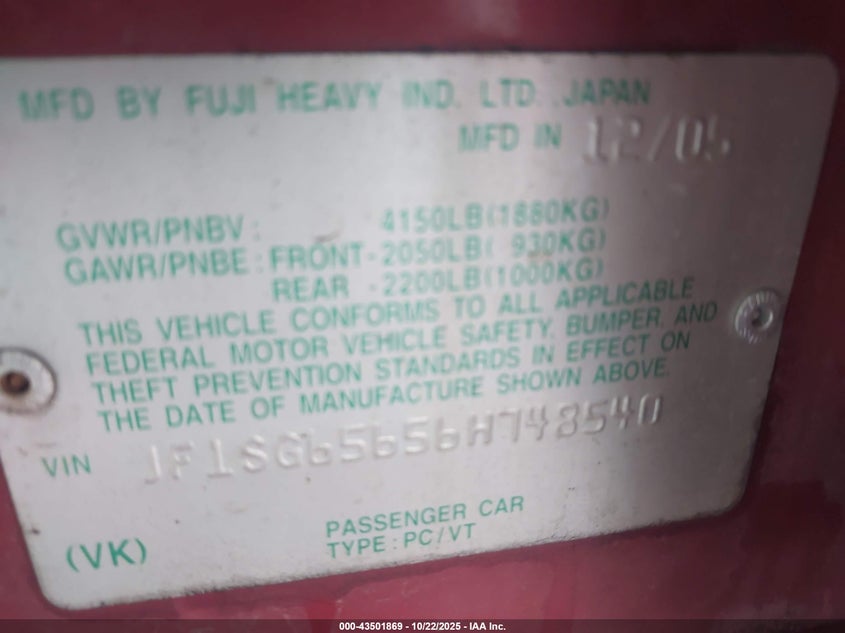 MFD BY FUJI HEAVY IND. LTD. JAPAN
MFD IN 12/05
GVWR/PNBV: 4150LB(1880KG)
GAWR/PNBE: FRONT-2050LB( 930KG)
REAR -2200LB(1000KG)
THIS VEHICLE CONFORMS TO ALL APPLICABLE
FEDERAL MOTOR VEHICLE SAFETY, BUMPER, AND
THEFT PREVENTION STANDARDS IN EFFECT ON
THE DATE OF MANUFACTURE SHOWN ABOVE.
VIN JF1SG65656H748540
PASSENGER CAR
(VK) TYPE: PC/VT
000-43501869 - 10/22/2025 - IAA Inc.